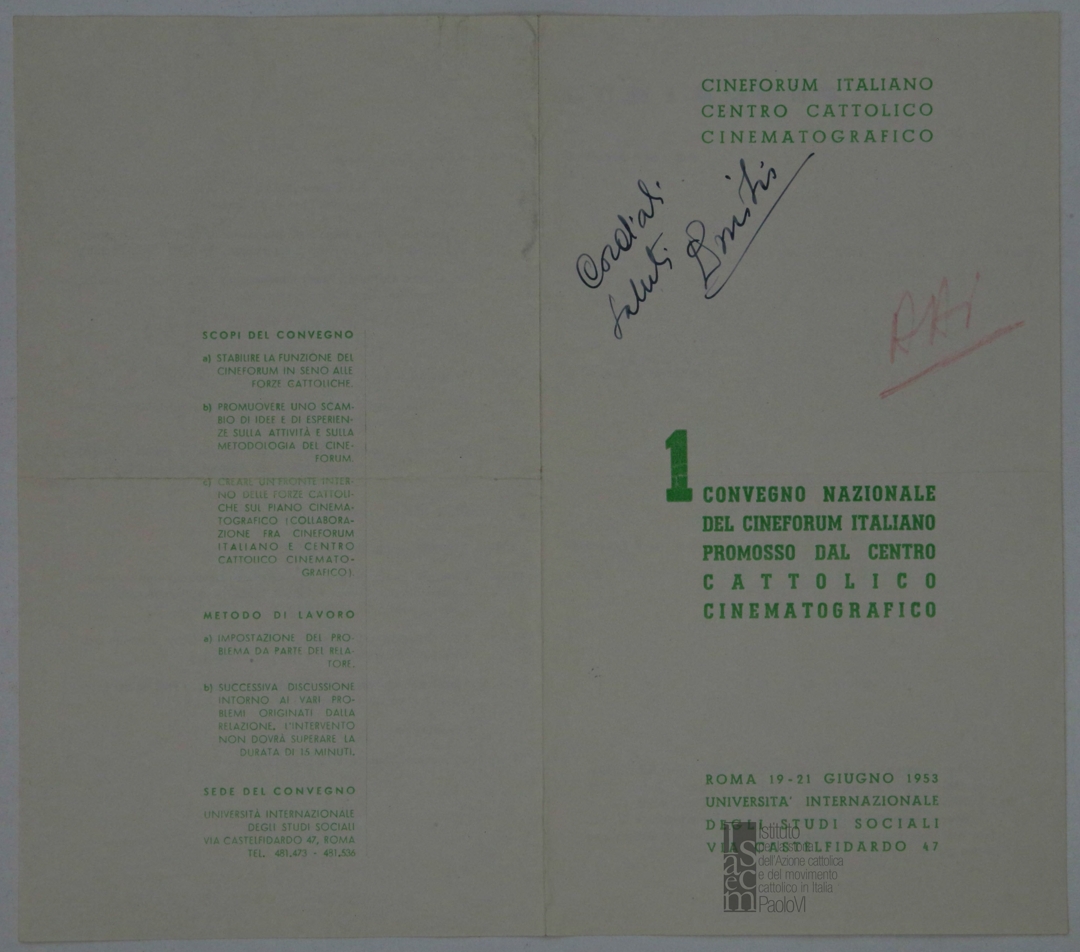 SCOPI DEL CONVEGNO
a) STABILIRE LA FUNZIONE DEL
CINEFORUM IN SENO ALLE
FORZE CATTOLICHE.
b) PROMUOVERE UNO SCAM-
BIO DI IDEE E DI ESPERIEN-
ZE SULLA ATTIVITÀ E SULLA
METODOLOGIA DEL CINE-
FORUM.
c) CREARE UN FRONTE INTER-
NO DELLE FORZE CATTOLI-
CHE SUL PIANO CINEMA-
TOGRAFICO (COLLABORA-
ZIONE FRA CINEFORUM
ITALIANO E CENTRO
CATTOLICO CINEMATO-
GRAFICO).
METODO DI LAVORO
a) IMPOSTAZIONE DEL PRO-
BLEMA DA PARTE DEL RELA-
TORE.
b) SUCCESSIVA DISCUSSIONE
INTORNO AI VARI PRO-
BLEMI ORIGINATI DALLA
RELAZIONE. L'INTERVENTO
NON DOVRÀ SUPERARE LA
DURATA DI 15 MINUTI.
SEDE DEL CONVEGNO
UNIVERSITÀ INTERNAZIONALE
DEGLI STUDI SOCIALI
VIA CASTELFIDARDO 47, ROMA
TEL. 481.473 - 481.536
CINEFORUM ITALIANO
CENTRO CATTOLICO
CINEMATOGRAFICO
Cordiali
saluti
1 CONVEGNO NAZIONALE
DEL CINEFORUM ITALIANO
PROMOSSO DAL CENTRO
CATTOLICO
CINEMATOGRAFICO
ROMA 19-21 GIUGNO 1953
UNIVERSITA' INTERNAZIONALE
DEGLI STUDI SOCIALI
VIA CASTELFIDARDO 47
Istituto
per la storia
dell'Azione cattolica
e del movimento
cattolico in Italia
PaoloVI